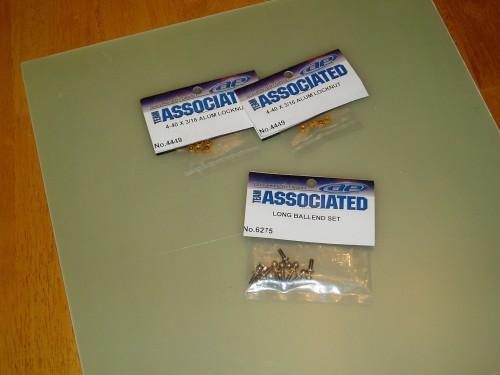 TEAM ASSOCIATED
4-40 X 3/16 ALUM LOCKNUT
No.4449
TEAM ASSOCIATED
4-40 X 3/16 ALUM LOCKNUT
No.4449
TEAM ASSOCIATED
LONG BALLEND SET
No.6275